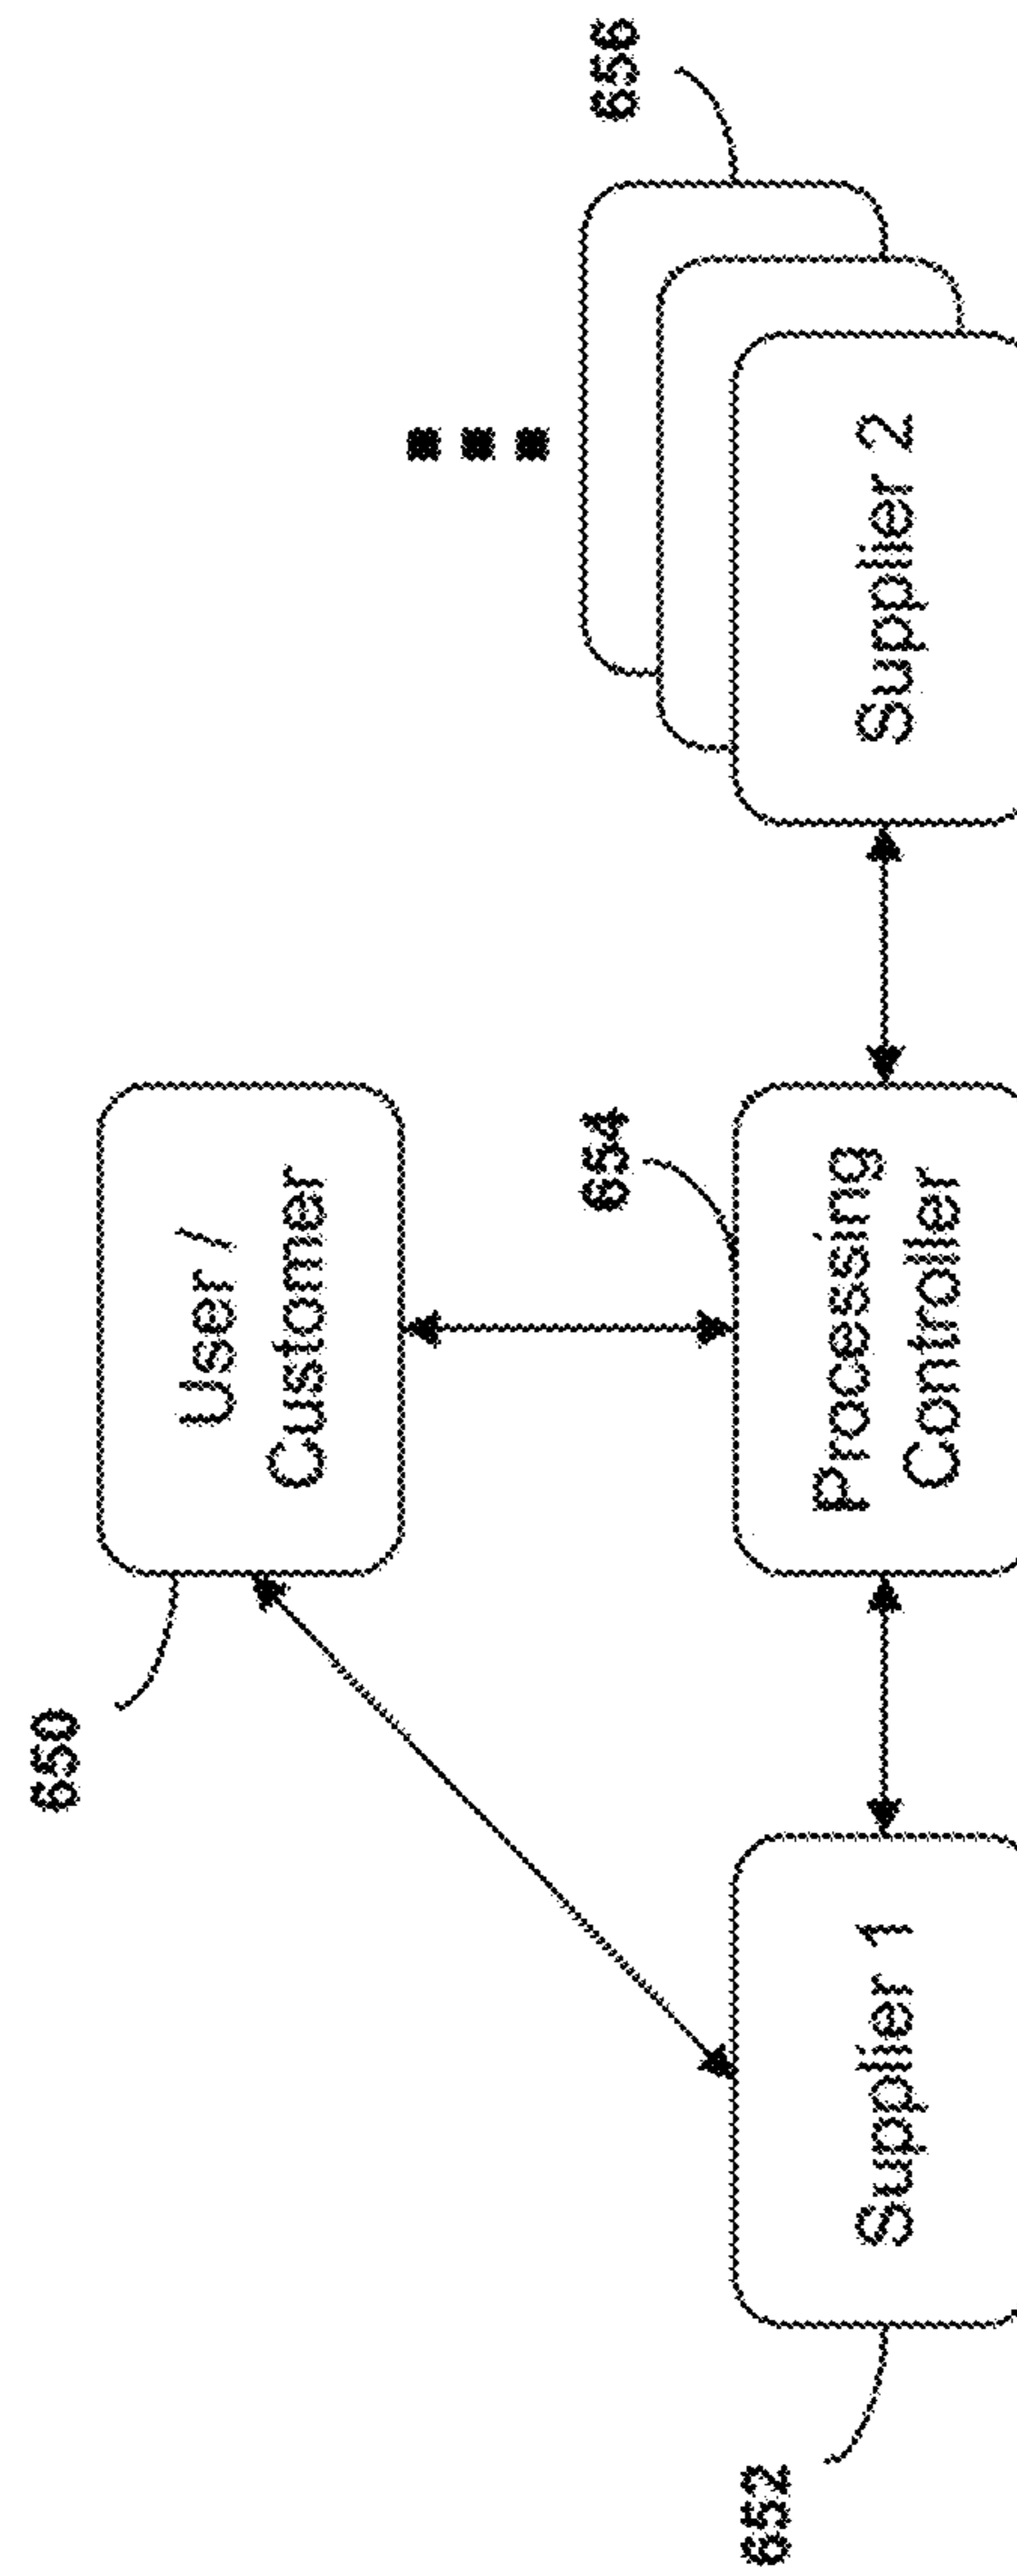 650
User /
Customer
654
656
652
Supplier 1
Processing
Controller
Supplier 2